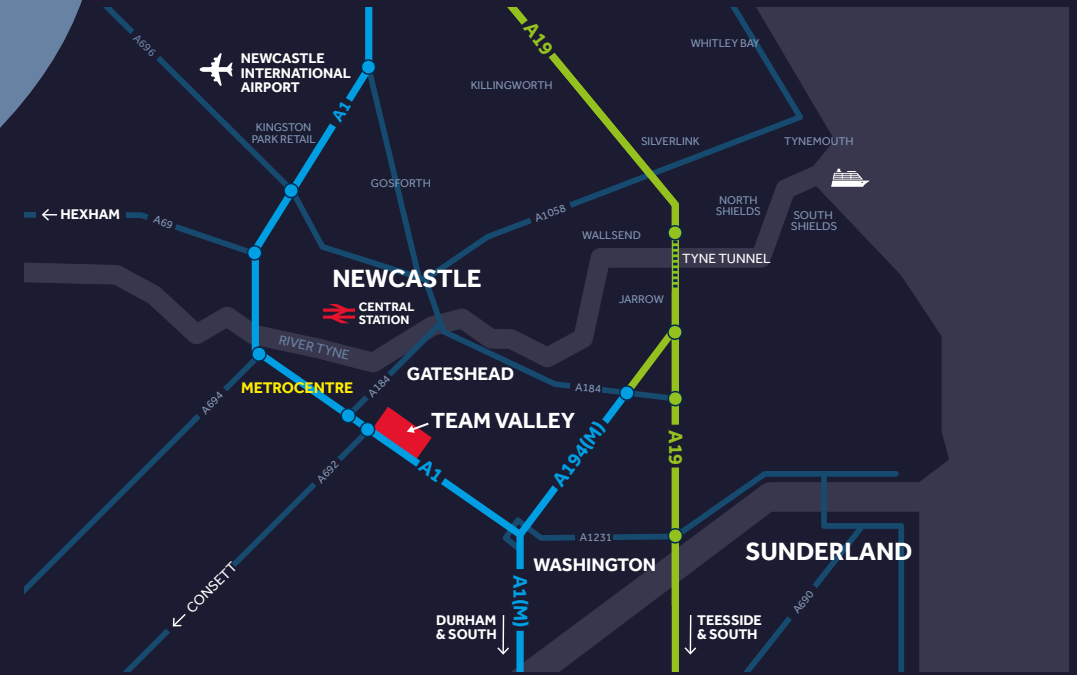 A19
WHITLEY BAY
A696
NEWCASTLE
INTERNATIONAL
AIRPORT
KILLINGWORTH
A1
KINGSTON
PARK RETAIL
SILVERLINK
TYNEMOUTH
GOSFORTH
← HEXHAM
A69
A1058
NORTH
SHIELDS
SOUTH
SHIELDS
WALLSEND
TYNE TUNNEL
NEWCASTLE
JARROW
CENTRAL
STATION
RIVER TYNE
METROCENTRE
A184
GATESHEAD
A184
A694
TEAM VALLEY
A194(M)
A19
A692
A1
A1231
SUNDERLAND
WASHINGTON
← CONSETT
A1(M)
A690
DURHAM
& SOUTH
TEESSIDE
& SOUTH